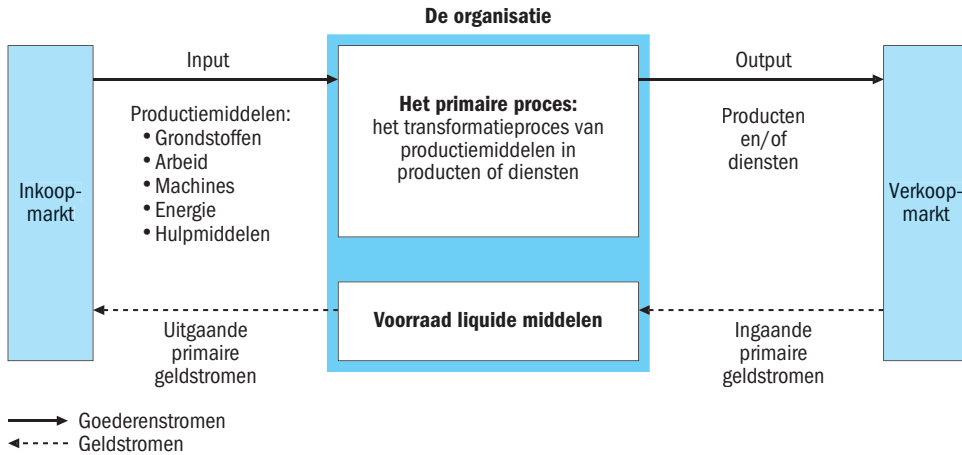 De organisatie
Input
Output
Inkoop-
markt
Productiemiddelen:
• Grondstoffen
• Arbeid
• Machines
• Energie
• Hulpmiddelen
Het primaire proces:
het transformatieproces van
productiemiddelen in
producten of diensten
Producten
en/of
diensten
Verkoop-
markt
Uitgaande
primaire
geldstromen
Voorraad liquide middelen
Ingaande
primaire
geldstromen
Goederenstromen
Geldstromen